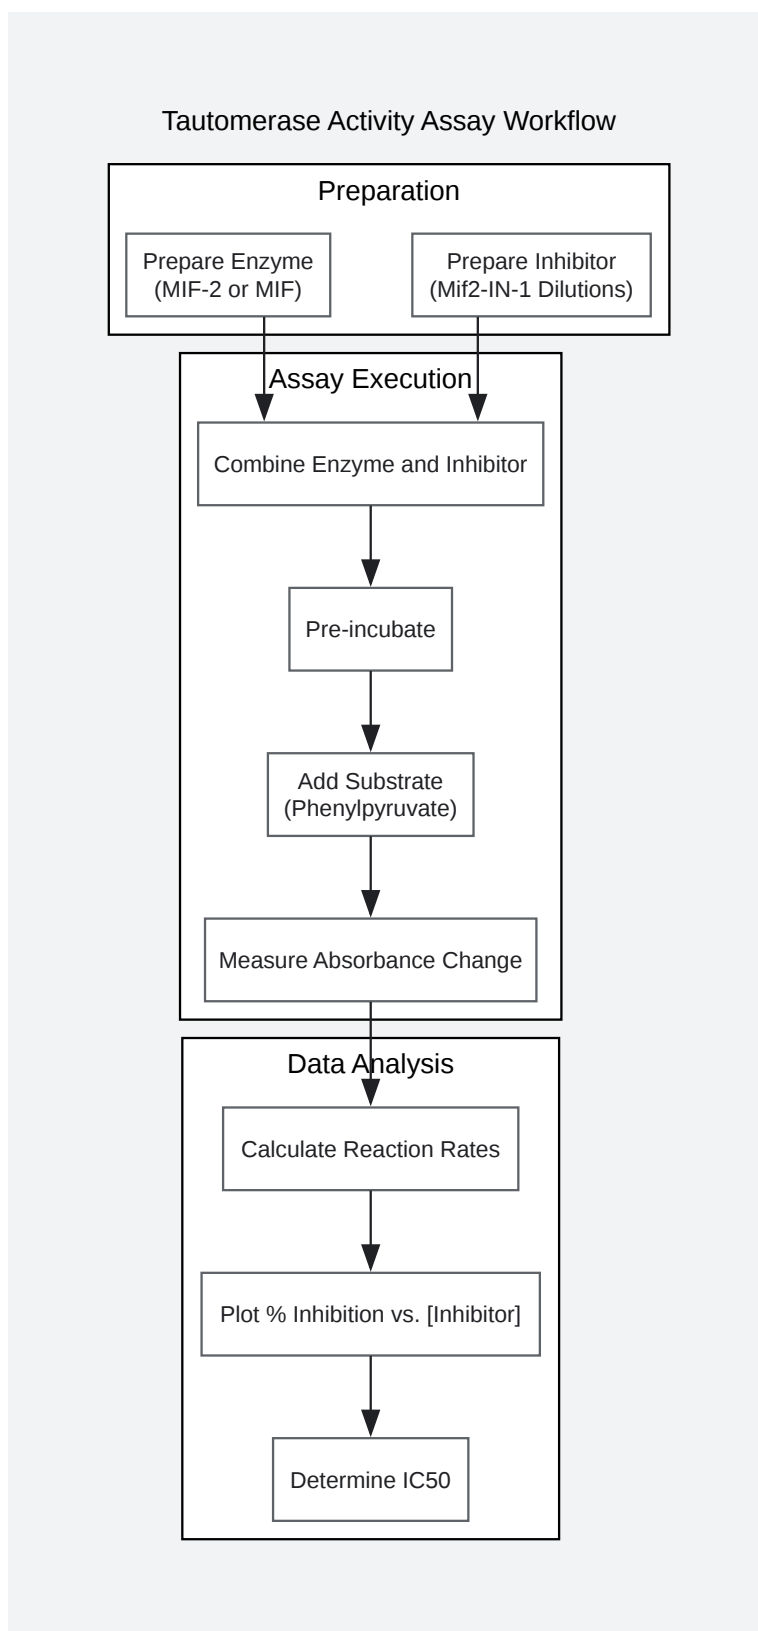 Tautomerase Activity Assay Workflow
Preparation
Prepare Enzyme
(MIF-2 or MIF)
Prepare Inhibitor
(Mif2-IN-1 Dilutions)
Assay Execution
Combine Enzyme and Inhibitor
Pre-incubate
Add Substrate
(Phenylpyruvate)
Measure Absorbance Change
Data Analysis
Calculate Reaction Rates
Plot % Inhibition vs. [Inhibitor]
Determine IC50